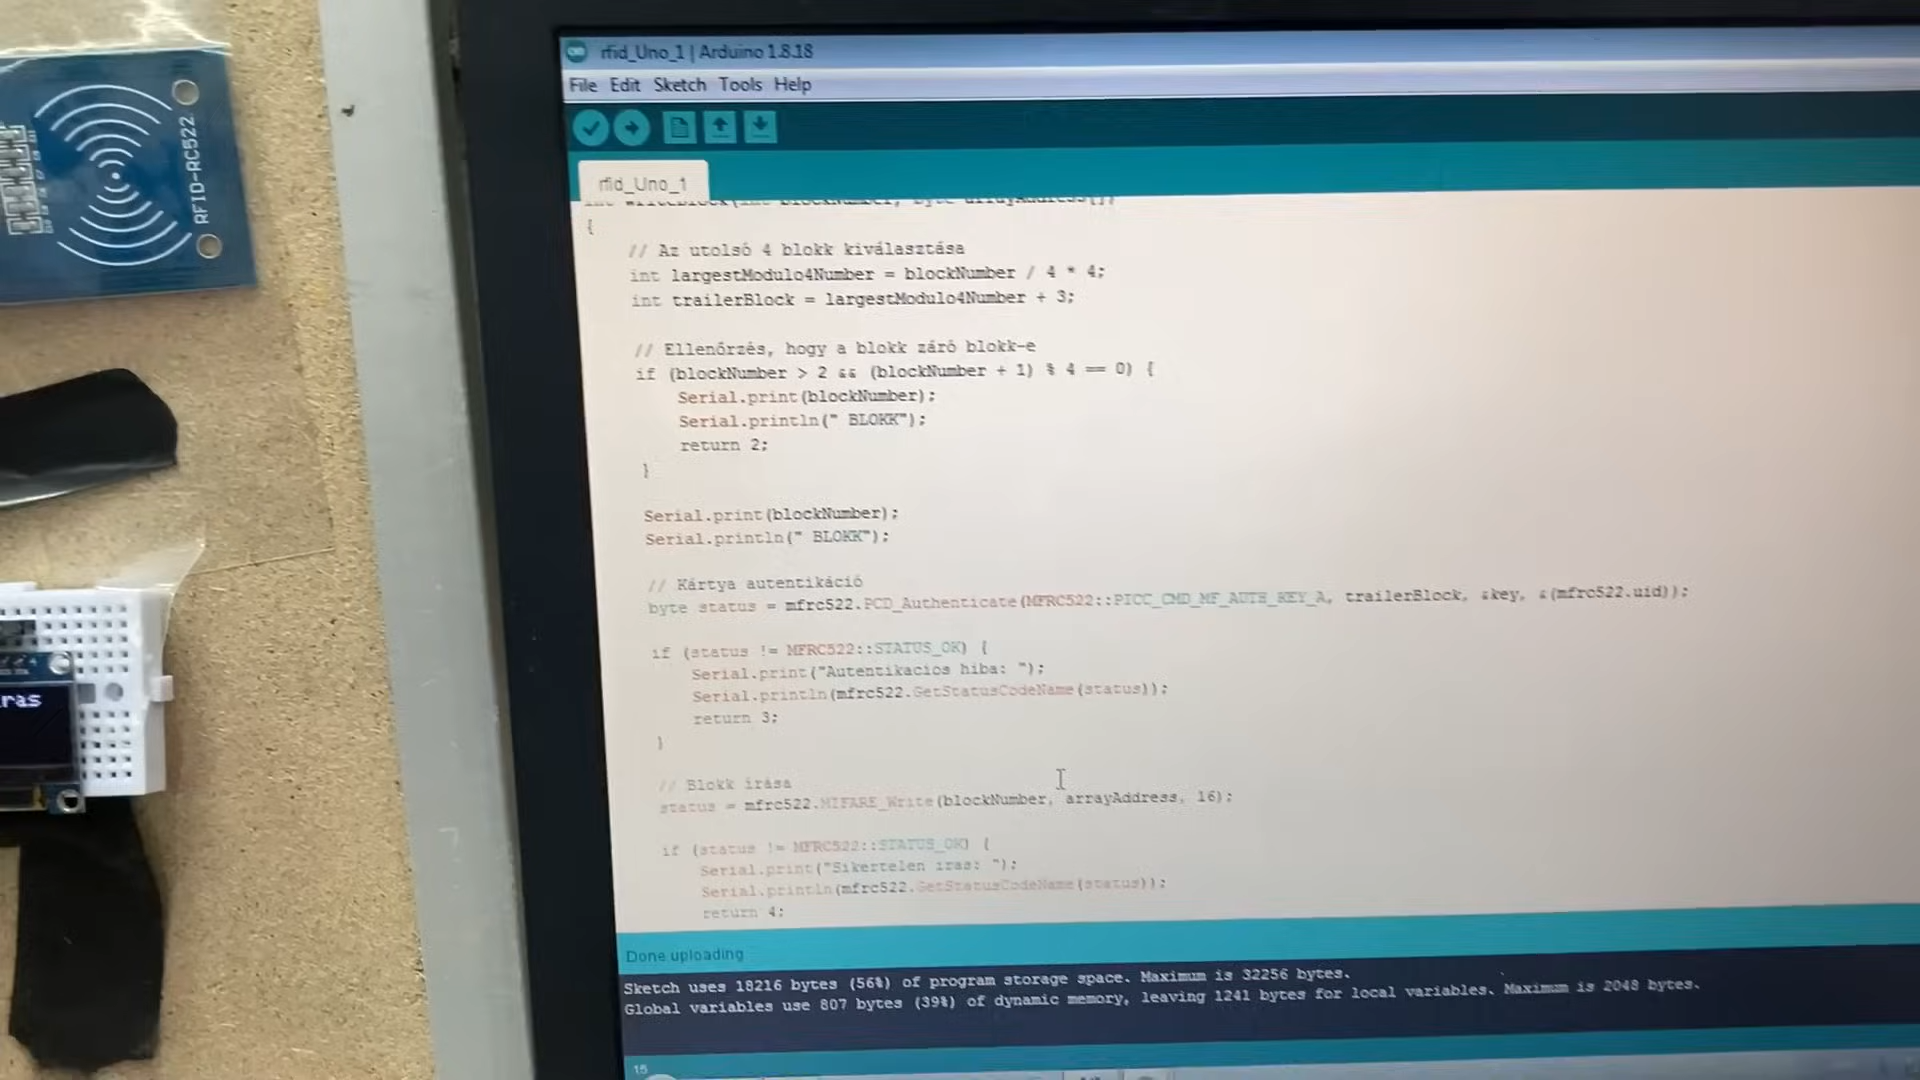 RFID-RC522
ras
rfid_Uno_1 | Arduino 1.8.18
File Edit Sketch Tools Help
rfid_Uno_1
int writeBlock(int blockNumber, byte arrayAddress[])
{
// Az utolsó 4 blokk kiválasztása
int largestModulo4Number = blockNumber / 4 * 4;
int trailerBlock = largestModulo4Number + 3;
// Ellenőrzés, hogy a blokk záró blokk-e
if (blockNumber > 2 && (blockNumber + 1) % 4 == 0) {
Serial.print(blockNumber);
Serial.println(" BLOKK");
return 2;
}
Serial.print(blockNumber);
Serial.println(" BLOKK");
// Kártya autentikáció
byte status = mfrc522.PCD_Authenticate(MFRC522::PICC_CMD_MF_AUTH_KEY_A, trailerBlock, &key, &(mfrc522.uid));
if (status != MFRC522::STATUS_OK) {
Serial.print("Autentikacios hiba: ");
Serial.println(mfrc522.GetStatusCodeName(status));
return 3;
}
// Blokk írása
status = mfrc522.MIFARE_Write(blockNumber, arrayAddress, 16);
if (status != MFRC522::STATUS_OK) {
Serial.print("Sikertelen iras: ");
Serial.println(mfrc522.GetStatusCodeName(status));
return 4;
Done uploading
Sketch uses 18216 bytes (56%) of program storage space. Maximum is 32256 bytes.
Global variables use 807 bytes (39%) of dynamic memory, leaving 1241 bytes for local variables. Maximum is 2048 bytes.
15